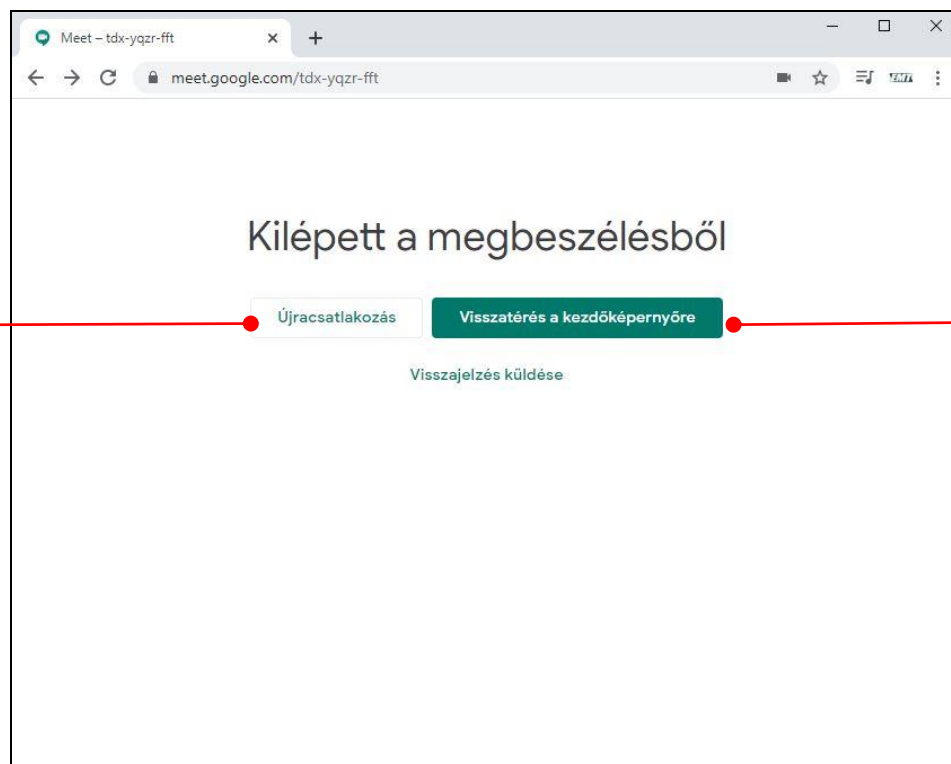 Meet – tdx-yqzr-fft
meet.google.com/tdx-yqzr-fft
Kilépett a megbeszélésből
Újracsatlakozás
Visszatérés a kezdőképernyőre
Visszajelzés küldése